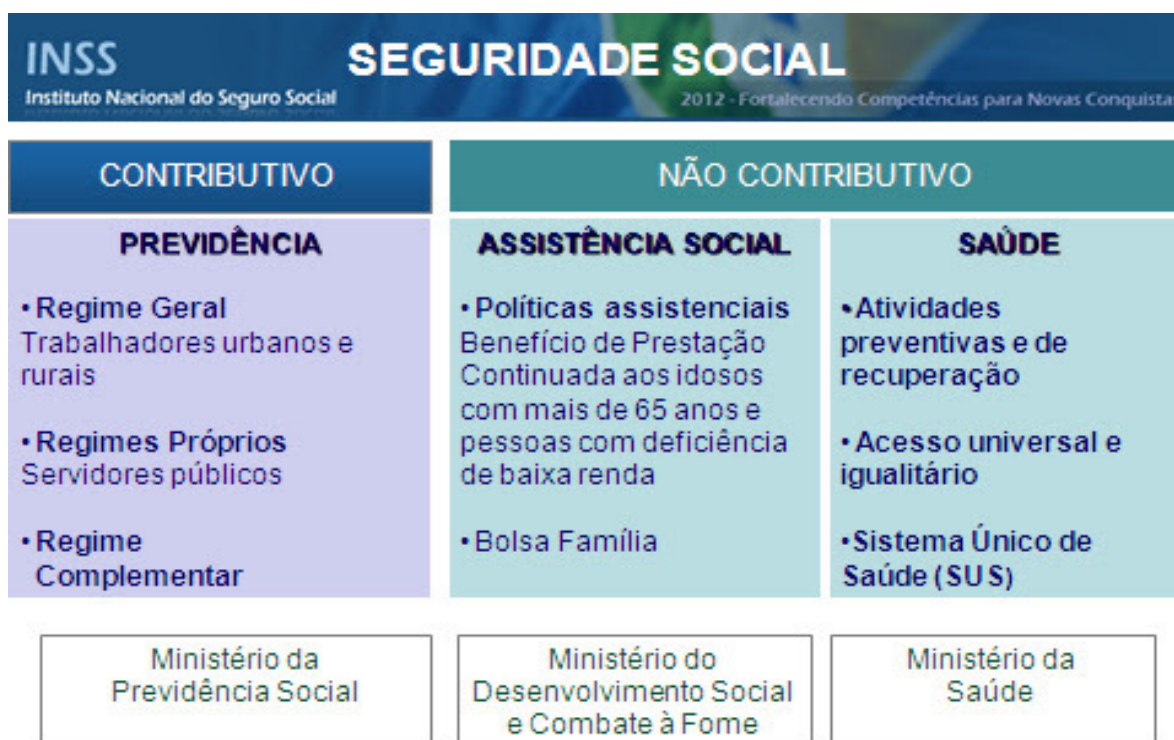 INSS
Instituto Nacional do Seguro Social
SEGURIDADE SOCIAL
2012 - Fortalecendo Competências para Novas Conquistas
CONTRIBUTIVO
NÃO CONTRIBUTIVO
PREVIDÊNCIA
• Regime Geral
Trabalhadores urbanos e
rurais
• Regimes Próprios
Servidores públicos
• Regime
Complementar
ASSISTÊNCIA SOCIAL
• Políticas assistenciais
Benefício de Prestação
Continuada aos idosos
com mais de 65 anos e
pessoas com deficiência
de baixa renda
• Bolsa Família
SAÚDE
• Atividades
preventivas e de
recuperação
• Acesso universal e
igualitário
• Sistema Único de
Saúde (SUS)
Ministério da
Previdência Social
Ministério do
Desenvolvimento Social
e Combate à Fome
Ministério da
Saúde